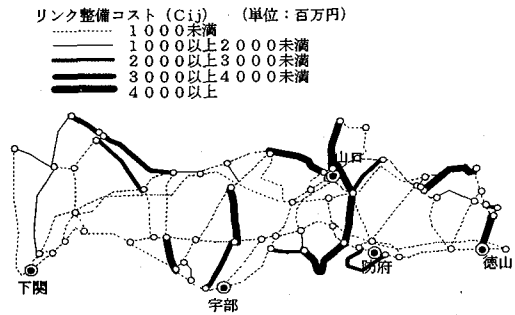 リンク整備コスト(Cij) (単位：百万円)
1000未満
1000以上2000未満
2000以上3000未満
3000以上4000未満
4000以上
山口
防府
徳山
下関
宇部